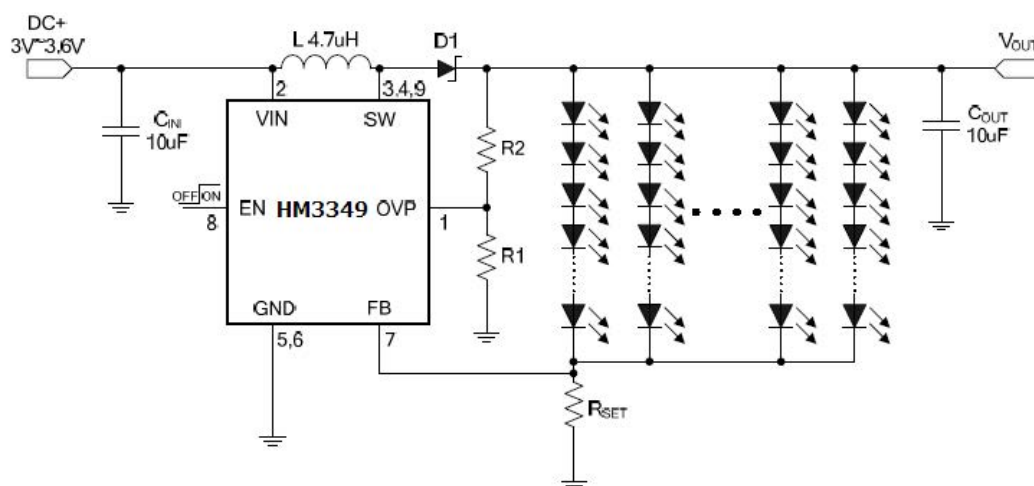 DC+
3V~3.6V
L 4.7uH
D1
VOUT
2
3.4,9
VIN
SW
CIN
10uF
R2
COUT
10uF
OFF
ON
EN
HM3349
OVP
8
1
R1
GND
FB
5,6
7
RSET